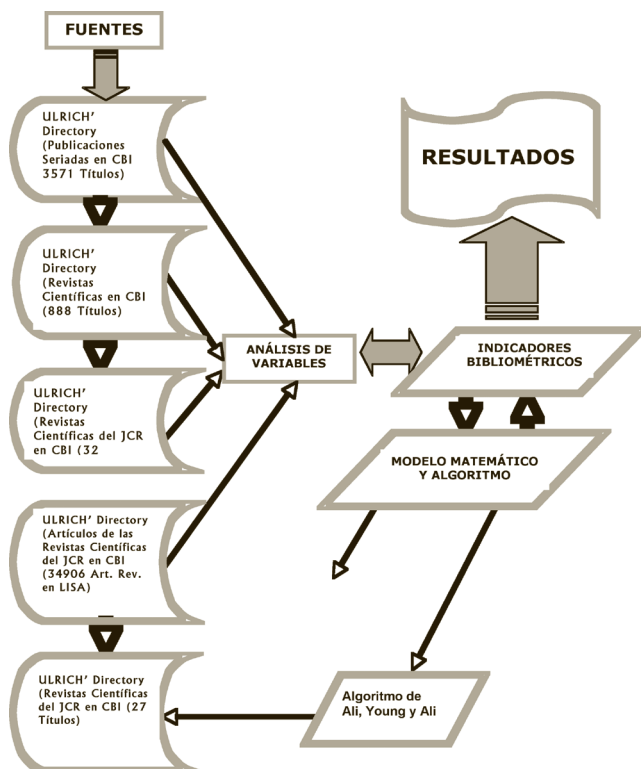 FUENTES
ULRICH'
Directory
(Publicaciones
Seriadas en CBI
3571 Títulos)
ULRICH'
Directory
(Revistas
Científicas en CBI
(888 Títulos)
ULRICH'
Directory
(Revistas
Científicas del JCR
en CBI (32
ULRICH' Directory
(Artículos de las
Revistas Científicas
del JCR en CBI
(34906 Art. Rev.
en LISA)
ULRICH' Directory
(Revistas Científicas
del JCR en CBI (27
Títulos)
ANÁLISIS DE
VARIABLES
RESULTADOS
INDICADORES
BIBLIOMÉTRICOS
MODELO MATEMÁTICO
Y ALGORITMO
Algoritmo de
Ali, Young y Ali